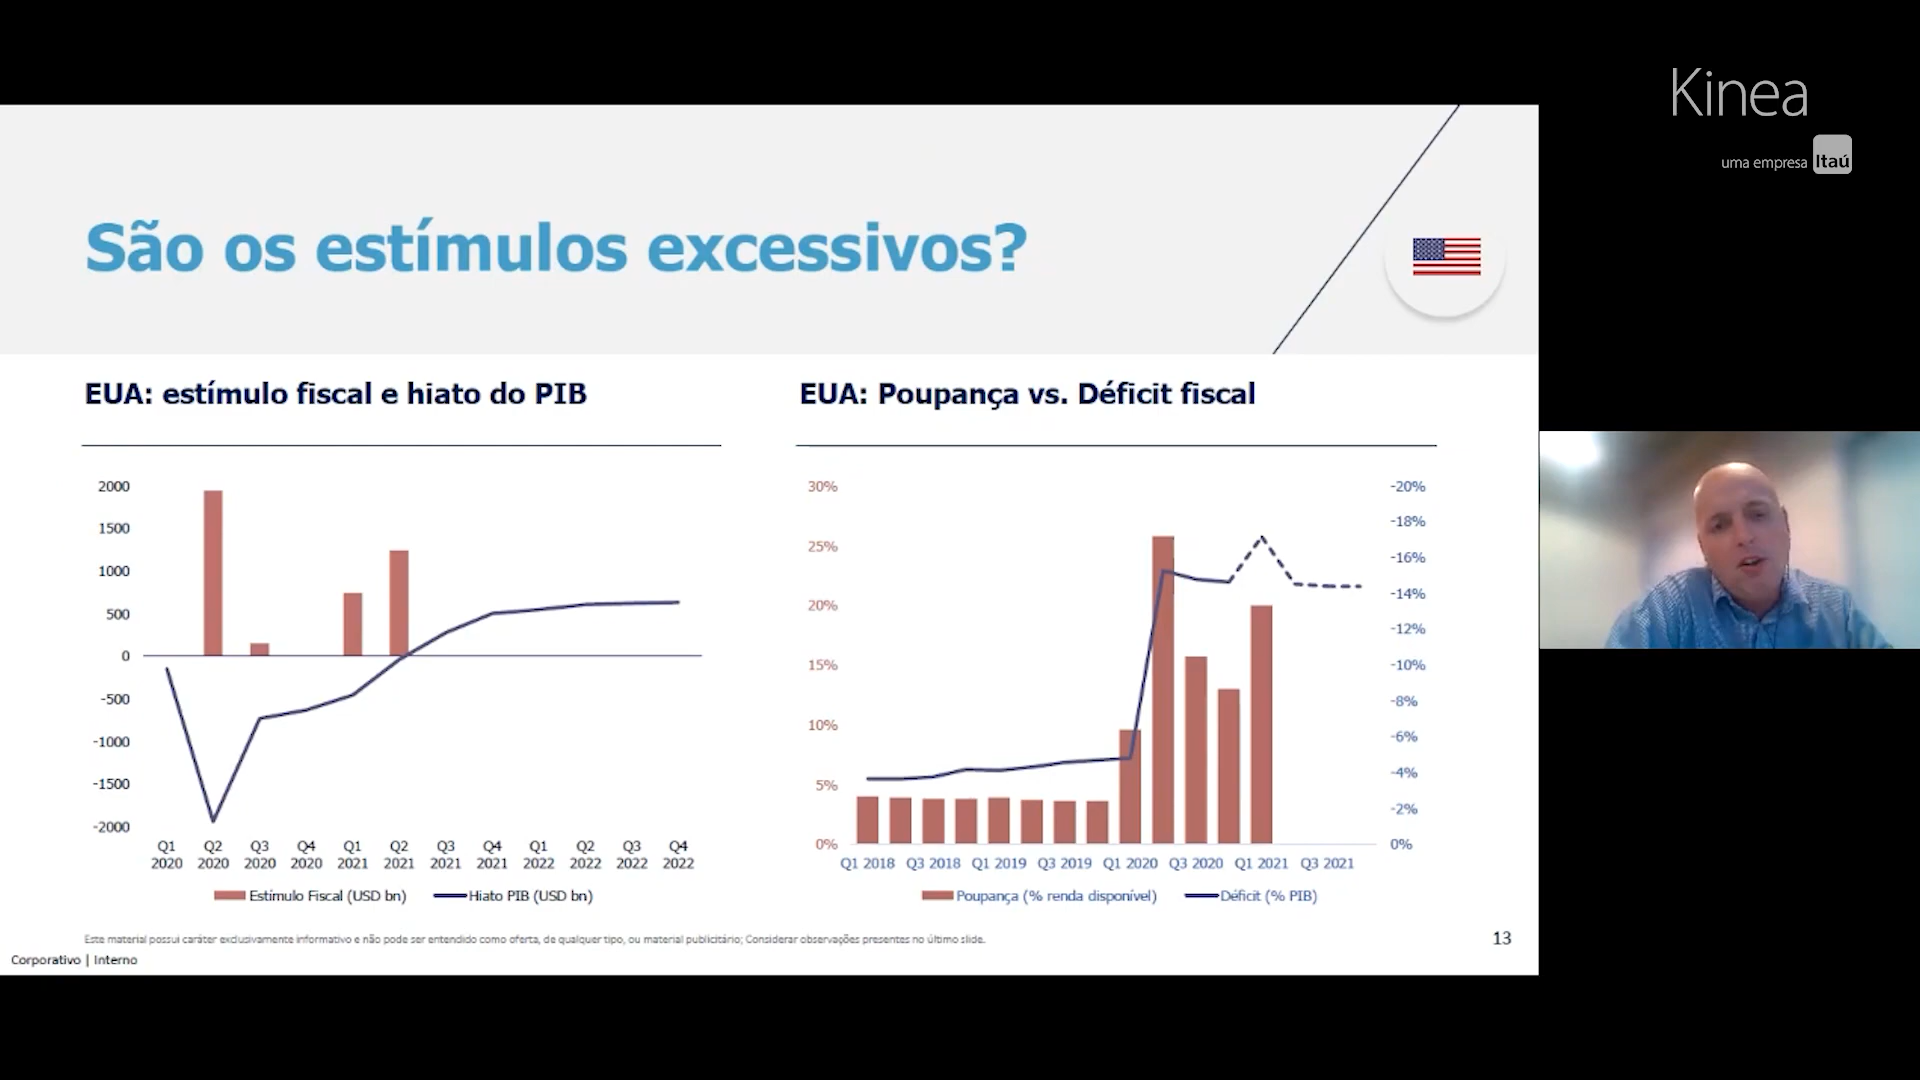 Kinea
uma empresa Itaú
São os estímulos excessivos?
EUA: estímulo fiscal e hiato do PIB
2000
1500
1000
500
0
-500
-1000
-1500
-2000
Q1 Q2 Q3 Q4 Q1 Q2 Q3 Q4 Q1 Q2 Q3 Q4
2020 2020 2020 2020 2021 2021 2021 2021 2022 2022 2022 2022
Estímulo Fiscal (USD bn) Hiato PIB (USD bn)
EUA: Poupança vs. Déficit fiscal
30%
25%
20%
15%
10%
5%
0%
-20%
-18%
-16%
-14%
-12%
-10%
-8%
-6%
-4%
-2%
0%
Q1 2018 Q3 2018 Q1 2019 Q3 2019 Q1 2020 Q3 2020 Q1 2021 Q3 2021
Poupança (% renda disponível) Déficit (% PIB)
Este material possui caráter exclusivamente informativo e não pode ser entendido como oferta, de qualquer tipo, ou material publicitário; Considerar observações presentes no último slide.
13
Corporativo | Interno